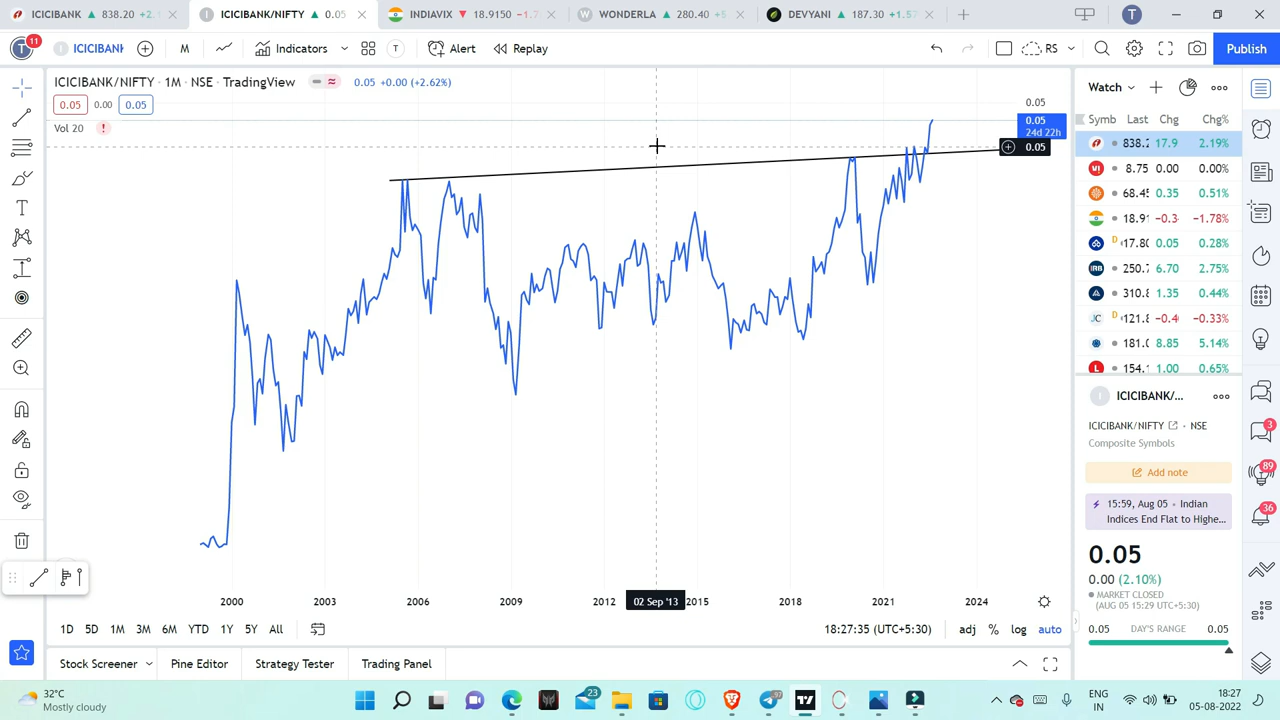 ICICIBANK ▲ 838.20 +2.1
ICICIBANK/NIFTY ▲ 0.05
INDIAVIX ▼ 18.9150 −1.7
WONDERLA ▲ 280.40 +5
DEVYANI ▲ 187.30 +1.57
T
T 11 ICICIBANK M Indicators T Alert Replay RS Publish
ICICIBANK/NIFTY · 1M · NSE · TradingView 0.05 +0.00 (+2.62%)
0.05 0.00 0.05
Vol 20 !
0.05
0.05
24d 22h
0.05
2000 2003 2006 2009 2012 02 Sep '13 2015 2018 2021 2024
1D 5D 1M 3M 6M YTD 1Y 5Y All 18:27:35 (UTC+5:30) adj % log auto
Stock Screener Pine Editor Strategy Tester Trading Panel
Watch
Symb Last Chg Chg%
838.2 17.9 2.19%
8.75 0.00 0.00%
68.45 0.35 0.51%
18.91 −0.3 −1.78%
D 17.80 0.05 0.28%
IRB 250.7 6.70 2.75%
310.8 1.35 0.44%
JC D 121.8 −0.4 −0.33%
181.0 8.85 5.14%
L 154.1 1.00 0.65%
I ICICIBANK/...
ICICIBANK/NIFTY · NSE
Composite Symbols
Add note
15:59, Aug 05 · Indian
Indices End Flat to Highe...
0.05
0.00 (2.10%)
MARKET CLOSED
(AUG 05 15:29 UTC+5:30)
0.05 DAY'S RANGE 0.05
3
89
36
32°C
Mostly cloudy
23
99
ENG
IN
18:27
05-08-2022